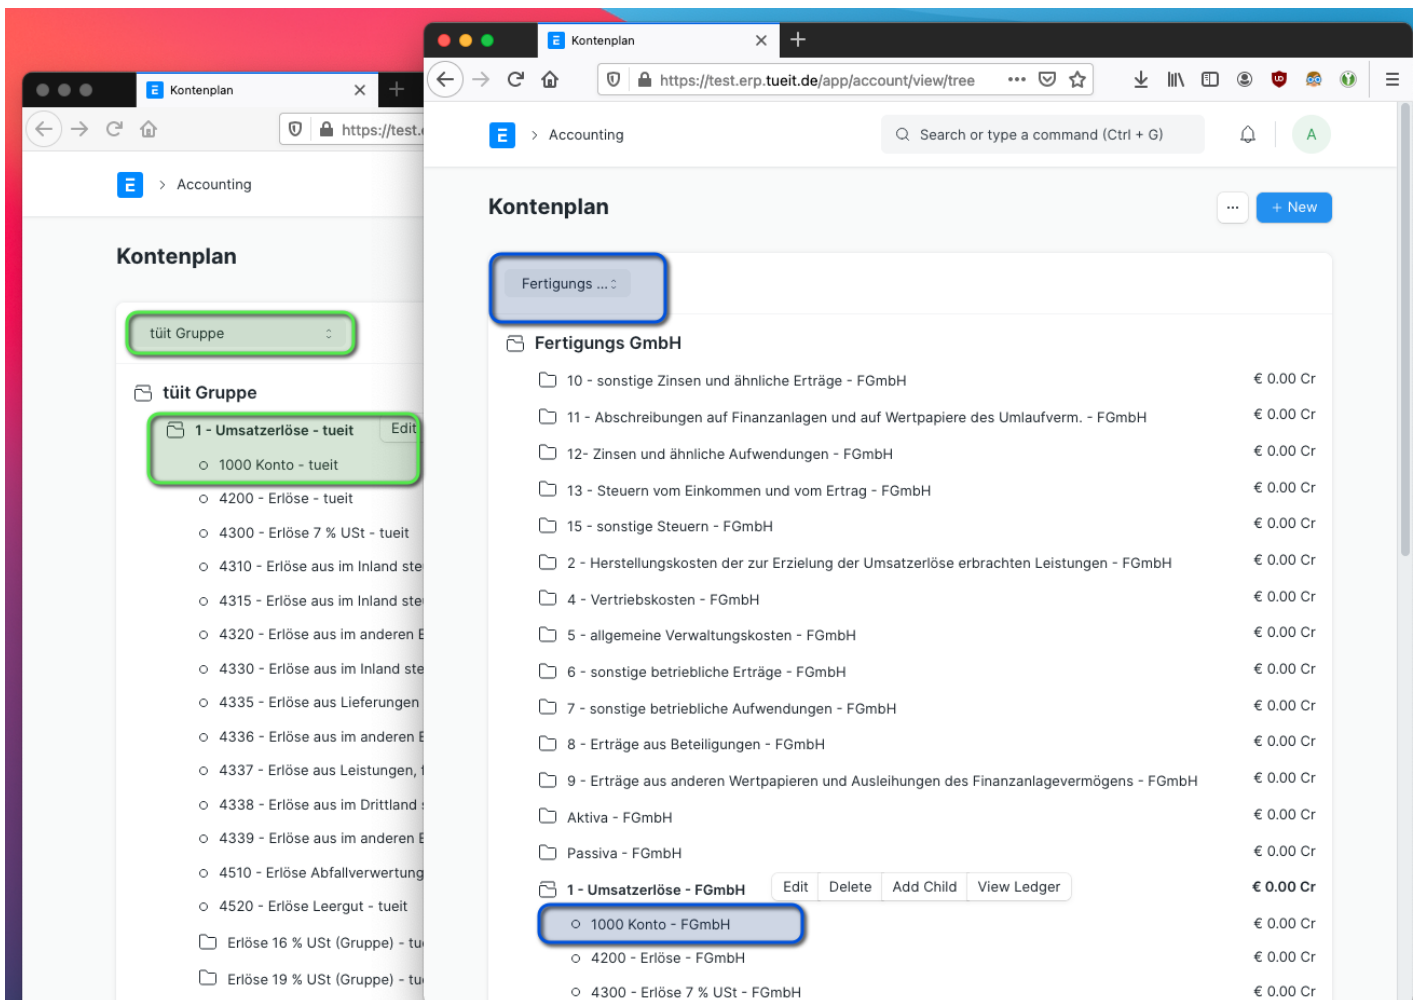 Kontenplan
https://test.
Accounting
Kontenplan
tüit Gruppe
tüit Gruppe
1 - Umsatzerlöse - tueit Edit
1000 Konto - tueit
4200 - Erlöse - tueit
4300 - Erlöse 7 % USt - tueit
4310 - Erlöse aus im Inland
4315 - Erlöse aus im Inland
4320 - Erlöse aus im anderen
4330 - Erlöse aus im Inland
4335 - Erlöse aus Lieferungen
4336 - Erlöse aus im anderen
4337 - Erlöse aus Leistungen,
4338 - Erlöse aus im Drittland
4339 - Erlöse aus im anderen
4510 - Erlöse Abfallverwertung
4520 - Erlöse Leergut - tueit
Erlöse 16 % USt (Gruppe) -
Erlöse 19 % USt (Gruppe) -
Kontenplan
https://test.erp.tueit.de/app/account/view/tree
E > Accounting
Search or type a command (Ctrl + G)
A
Kontenplan
... + New
Fertigungs ...
Fertigungs GmbH
10 - sonstige Zinsen und ähnliche Erträge - FGmbH € 0.00 Cr
11 - Abschreibungen auf Finanzanlagen und auf Wertpapiere des Umlaufverm. - FGmbH € 0.00 Cr
12- Zinsen und ähnliche Aufwendungen - FGmbH € 0.00 Cr
13 - Steuern vom Einkommen und vom Ertrag - FGmbH € 0.00 Cr
15 - sonstige Steuern - FGmbH € 0.00 Cr
2 - Herstellungskosten der zur Erzielung der Umsatzerlöse erbrachten Leistungen - FGmbH € 0.00 Cr
4 - Vertriebskosten - FGmbH € 0.00 Cr
5 - allgemeine Verwaltungskosten - FGmbH € 0.00 Cr
6 - sonstige betriebliche Erträge - FGmbH € 0.00 Cr
7 - sonstige betriebliche Aufwendungen - FGmbH € 0.00 Cr
8 - Erträge aus Beteiligungen - FGmbH € 0.00 Cr
9 - Erträge aus anderen Wertpapieren und Ausleihungen des Finanzanlagevermögens - FGmbH € 0.00 Cr
Aktiva - FGmbH € 0.00 Cr
Passiva - FGmbH € 0.00 Cr
1 - Umsatzerlöse - FGmbH Edit Delete Add Child View Ledger € 0.00 Cr
1000 Konto - FGmbH € 0.00 Cr
4200 - Erlöse - FGmbH € 0.00 Cr
4300 - Erlöse 7 % USt - FGmbH € 0.00 Cr